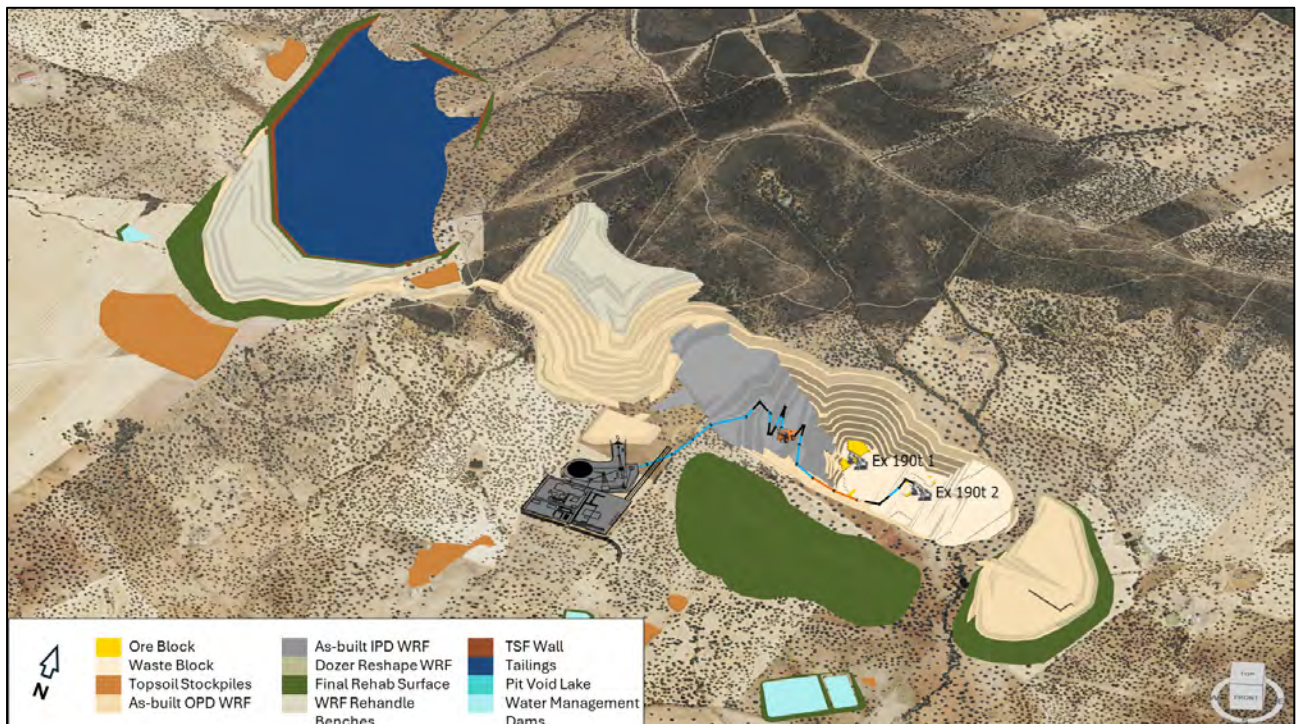 Ex 190t 1
Ex 190t 2
N
Ore Block
Waste Block
Topsoil Stockpiles
As-built OPD WRF
As-built IPD WRF
Dozer Reshape WRF
Final Rehab Surface
WRF Rehandle
Benches
TSF Wall
Tailings
Pit Void Lake
Water Management
Dams
FRONT